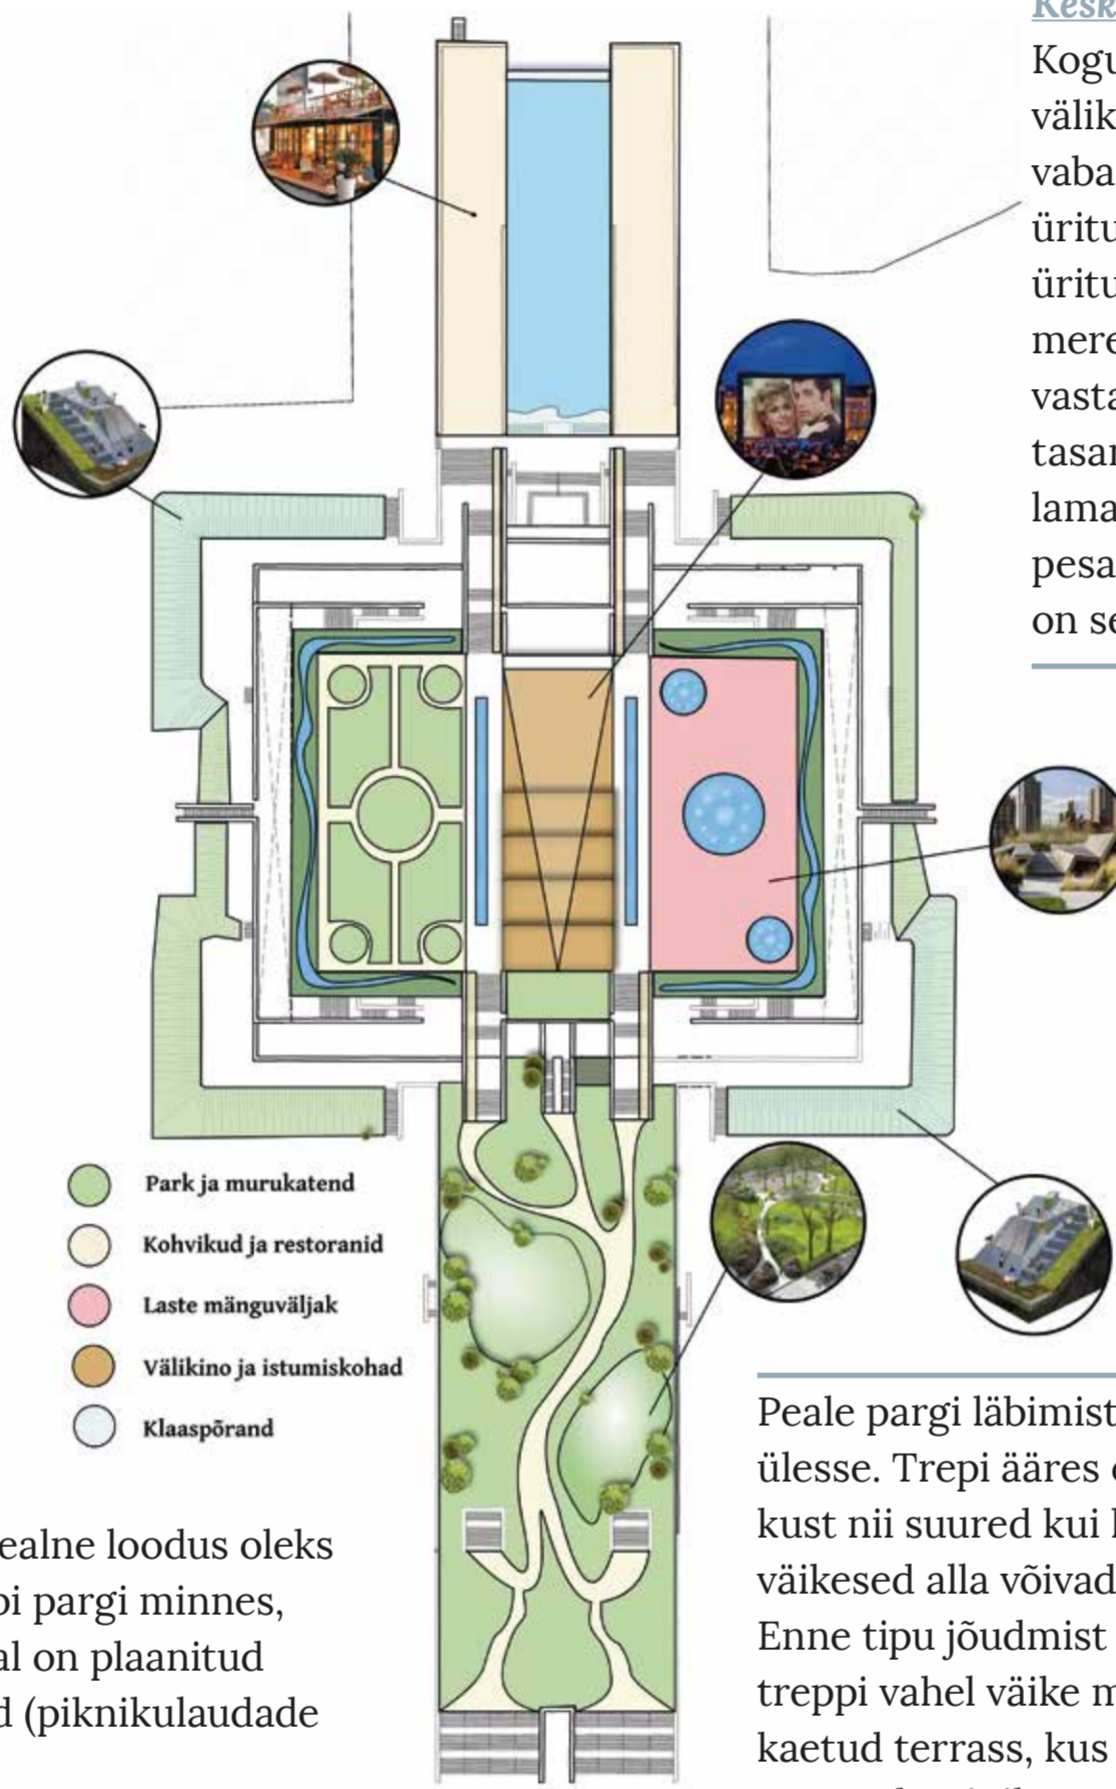 Kesk
Kogu
välik
vaba
üritu
üritu
mere
vasta
tasa
lama
pesa
on se
Park ja murukatend
Kohvikud ja restoranid
Laste mänguväljak
Välikino ja istumiskohad
Klaaspõrand
ealne loodus oleks
pi pargi minnes,
al on plaanitud
d (piknikulaudade
Peale pargi läbimist
ülesse. Trepi ääres
kust nii suured kui
väikesed alla võivad
Enne tipu jõudmist
treppi vahel väike m
kaetud terrass, kus